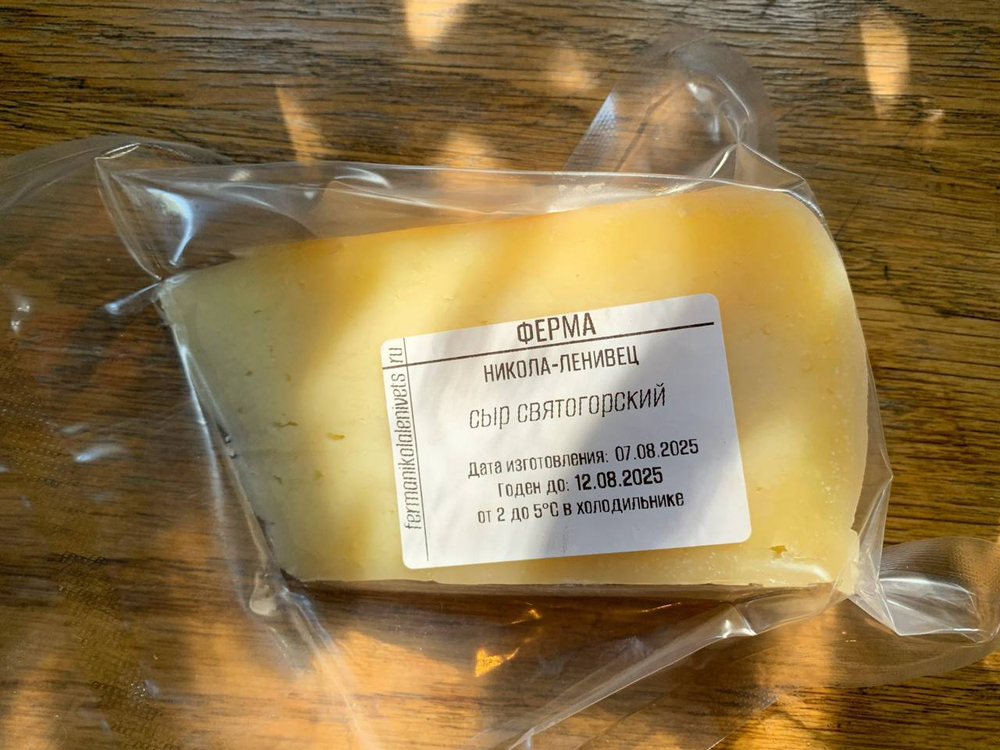 ФЕРМА
НИКОЛА-ЛЕНИВЕЦ
СЫР СВЯТОГОРСКИЙ
Дата изготовления: 07.08.2025
Годен до: 12.08.2025
от 2 до 5°C в холодильнике
fermanikolalenivets ru